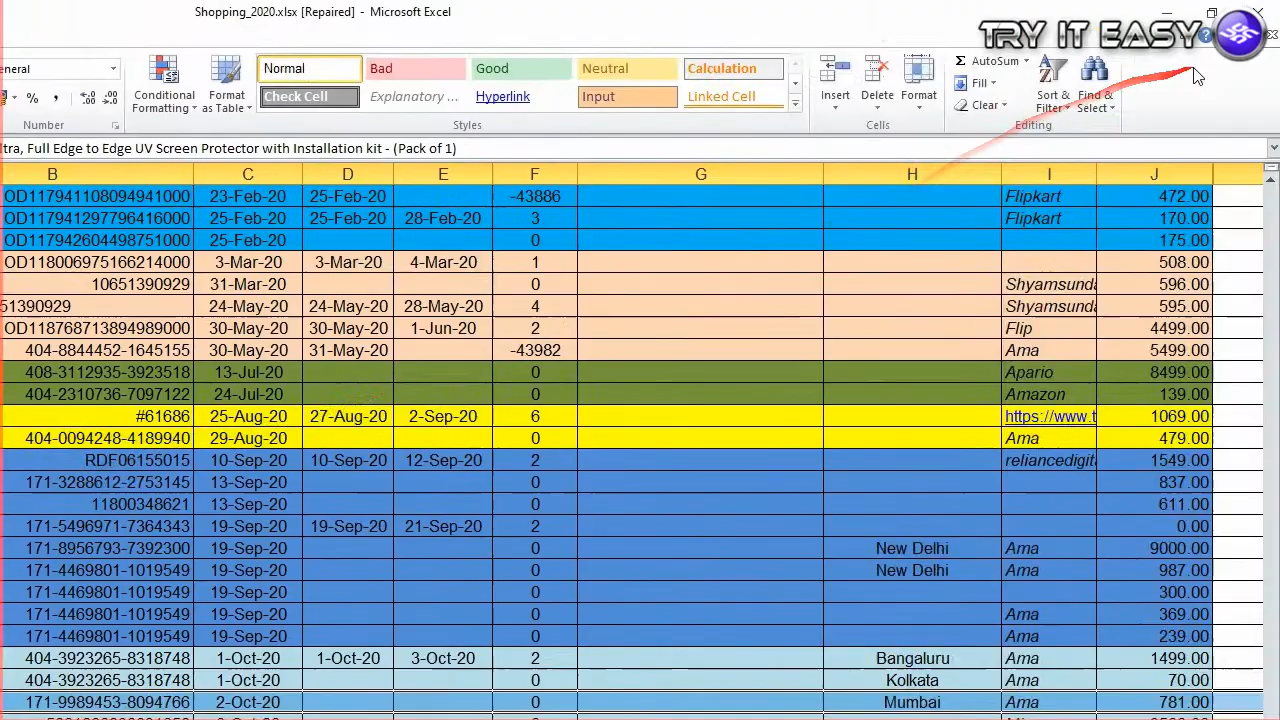 Shopping_2020.xlsx [Repaired] - Microsoft Excel
TRY IT EASY
eneral
Normal Bad Good Neutral Calculation
Check Cell Explanatory ... Hyperlink Input Linked Cell
Conditional Formatting
Format as Table
Insert Delete Format
Σ AutoSum
Fill
Clear
Sort & Filter
Find & Select
% ,
Number Styles Cells Editing
ltra, Full Edge to Edge UV Screen Protector with Installation kit - (Pack of 1)
B C D E F G H I J
OD117941108094941000 23-Feb-20 25-Feb-20 -43886 Flipkart 472.00
OD117941297796416000 25-Feb-20 25-Feb-20 28-Feb-20 3 Flipkart 170.00
OD117942604498751000 25-Feb-20 0 175.00
OD118006975166214000 3-Mar-20 3-Mar-20 4-Mar-20 1 508.00
10651390929 31-Mar-20 0 Shyamsunda 596.00
51390929 24-May-20 24-May-20 28-May-20 4 Shyamsunda 595.00
OD118768713894989000 30-May-20 30-May-20 1-Jun-20 2 Flip 4499.00
404-8844452-1645155 30-May-20 31-May-20 -43982 Ama 5499.00
408-3112935-3923518 13-Jul-20 0 Apario 8499.00
404-2310736-7097122 24-Jul-20 0 Amazon 139.00
#61686 25-Aug-20 27-Aug-20 2-Sep-20 6 https://www.t 1069.00
404-0094248-4189940 29-Aug-20 0 Ama 479.00
RDF06155015 10-Sep-20 10-Sep-20 12-Sep-20 2 reliancedigita 1549.00
171-3288612-2753145 13-Sep-20 0 837.00
11800348621 13-Sep-20 0 611.00
171-5496971-7364343 19-Sep-20 19-Sep-20 21-Sep-20 2 0.00
171-8956793-7392300 19-Sep-20 0 New Delhi Ama 9000.00
171-4469801-1019549 19-Sep-20 0 New Delhi Ama 987.00
171-4469801-1019549 19-Sep-20 0 300.00
171-4469801-1019549 19-Sep-20 0 Ama 369.00
171-4469801-1019549 19-Sep-20 0 Ama 239.00
404-3923265-8318748 1-Oct-20 1-Oct-20 3-Oct-20 2 Bangaluru Ama 1499.00
404-3923265-8318748 1-Oct-20 0 Kolkata Ama 70.00
171-9989453-8094766 2-Oct-20 0 Mumbai Ama 781.00